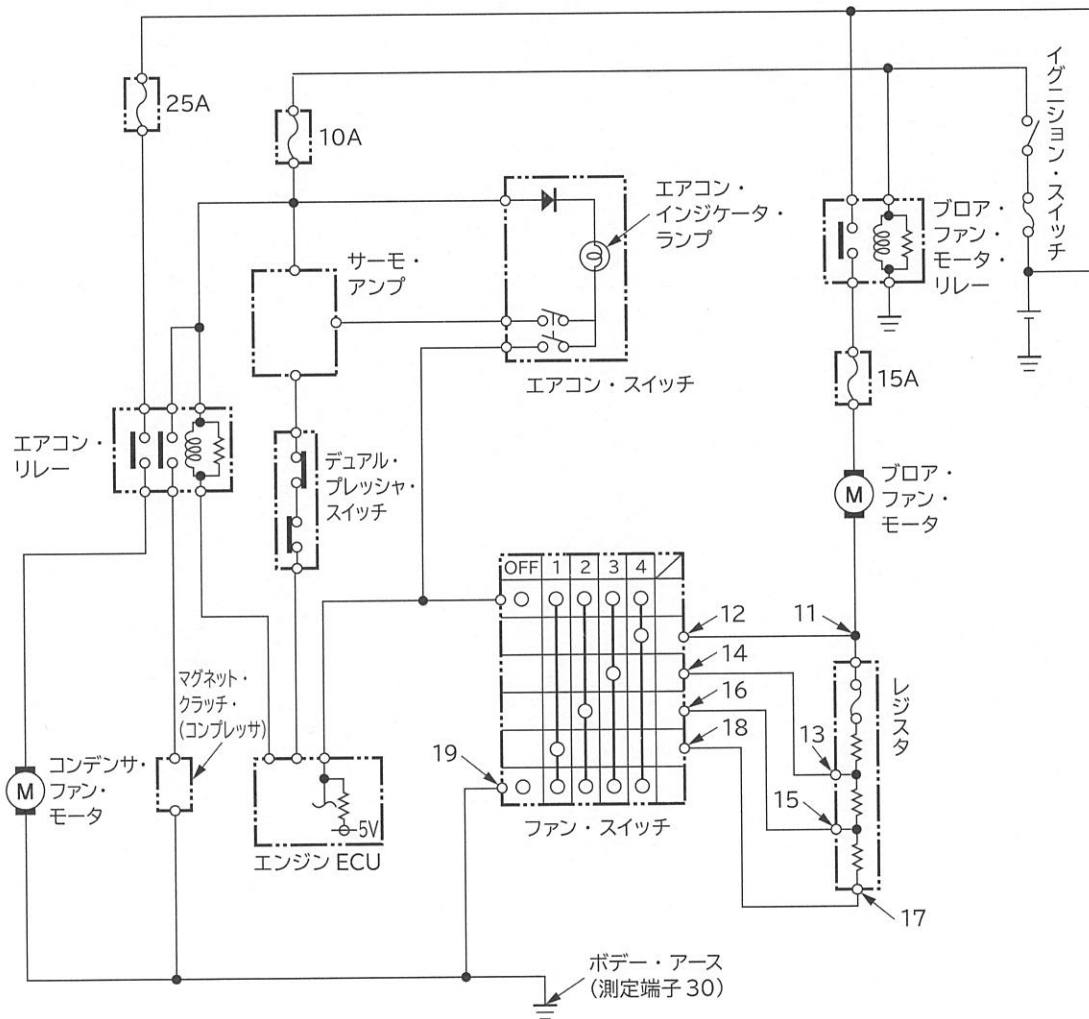 25A
10A
エアコン・
インジケータ・
ランプ
イグニション・スイッチ
サーモ・
アンプ
ブロア・
ファン・
モータ・
リレー
エアコン・スイッチ
15A
エアコン・
リレー
デュアル・
プレッシャ・
スイッチ
M
ブロア・
ファン・
モータ
OFF 1 2 3 4
12
11
14
16
18
レジスタ
マグネット・
クラッチ・
(コンプレッサ)
13
19
15
M
コンデンサ・
ファン・
モータ
5V
ファン・スイッチ
エンジン ECU
17
ボデー・アース
(測定端子 30)